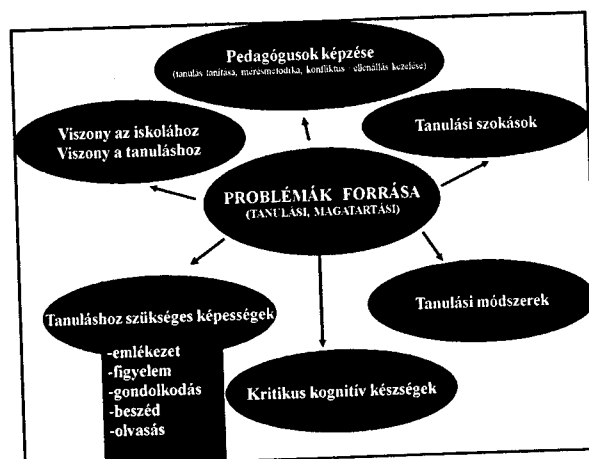 Pedagógusok képzése
(tanulás tanítása, mérésmetodika, konfliktus - ellenállás kezelése)
Viszony az iskolához
Viszony a tanuláshoz
Tanulási szokások
PROBLÉMÁK FORRÁSA
(TANULÁSI, MAGATARTÁSI)
Tanuláshoz szükséges képességek
-emlékezet
-figyelem
-gondolkodás
-beszéd
-olvasás
Tanulási módszerek
Kritikus kognitív készségek